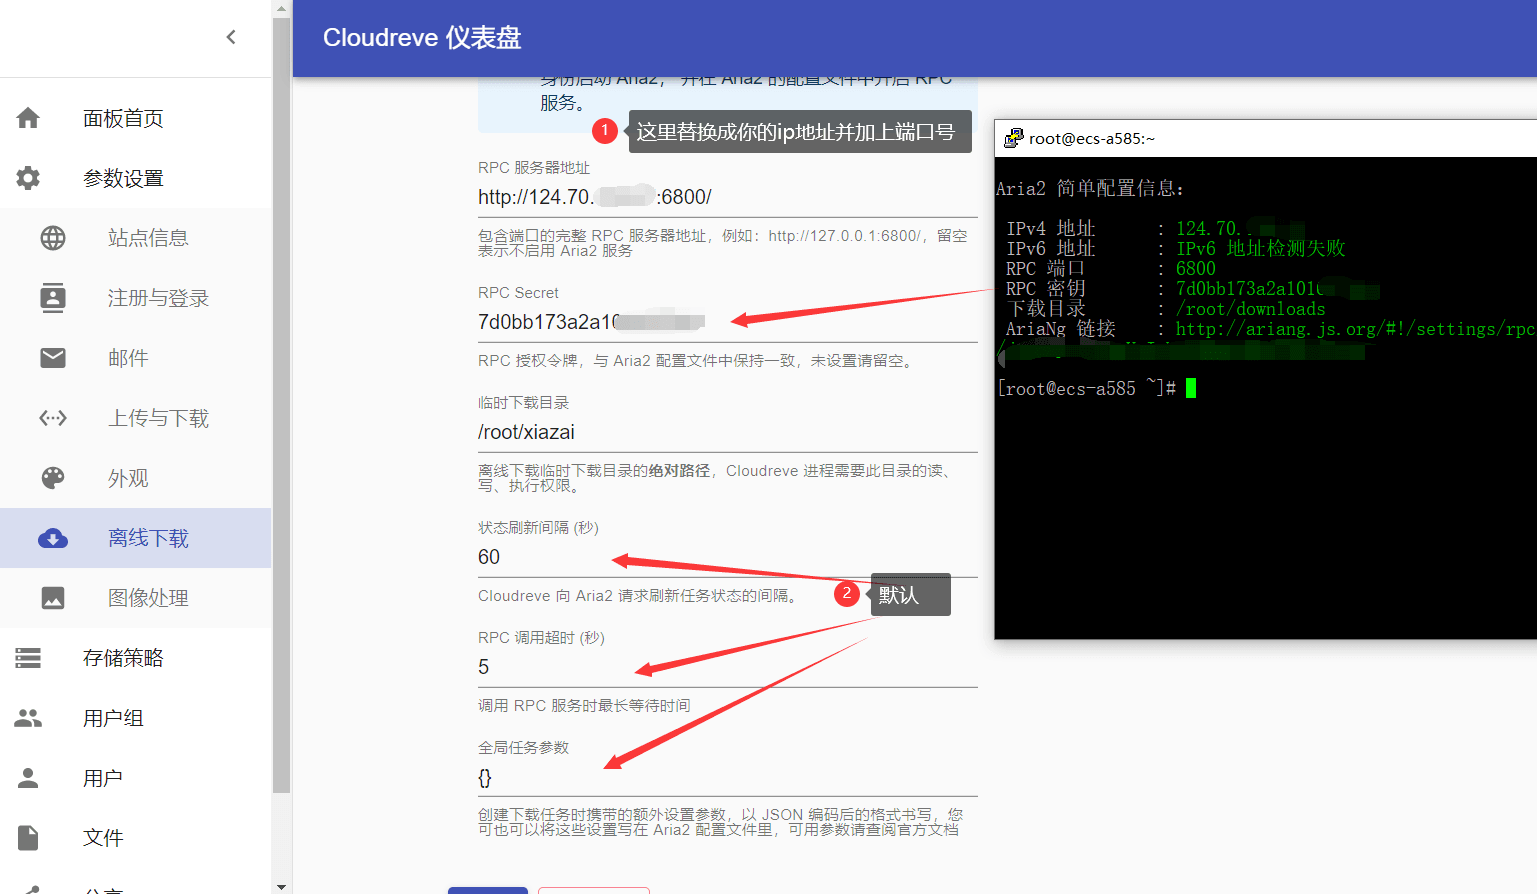 Cloudreve 仪表盘
面板首页
参数设置
站点信息
注册与登录
邮件
上传与下载
外观
离线下载
图像处理
存储策略
用户组
用户
文件
身份启动 Aria2， 并在 Aria2 的配置文件中开启 RPC
服务。
1
这里替换成你的ip地址并加上端口号
RPC 服务器地址
http://124.70. :6800/
包含端口的完整 RPC 服务器地址，例如：http://127.0.0.1:6800/，留空
表示不启用 Aria2 服务
RPC Secret
7d0bb173a2a10
RPC 授权令牌，与 Aria2 配置文件中保持一致，未设置请留空。
临时下载目录
/root/xiazai
离线下载临时下载目录的绝对路径，Cloudreve 进程需要此目录的读、
写、执行权限。
状态刷新间隔 (秒)
60
Cloudreve 向 Aria2 请求刷新任务状态的间隔。
2
默认
RPC 调用超时 (秒)
5
调用 RPC 服务时最长等待时间
全局任务参数
{}
创建下载任务时携带的额外设置参数，以 JSON 编码后的格式书写，您
可也可以将这些设置写在 Aria2 配置文件里，可用参数请查阅官方文档
root@ecs-a585:~
Aria2 简单配置信息：
IPv4 地址 : 124.70.
IPv6 地址 : IPv6 地址检测失败
RPC 端口 : 6800
RPC 密钥 : 7d0bb173a2a101
下载目录 : /root/downloads
AriaNg 链接 : http://ariang.js.org/#!/settings/rpc
[root@ecs-a585 ~]#